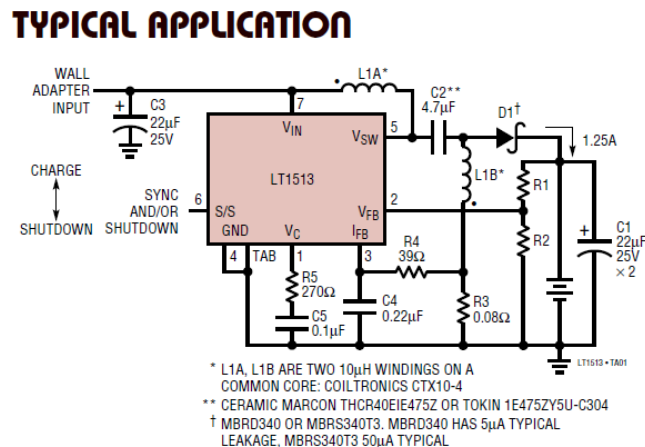 TYPICAL APPLICATION
WALL
ADAPTER
INPUT
L1A*
C2**
4.7µF
D1†
+ C3
22µF
25V
7
VIN
VSW
5
1.25A
CHARGE
SHUTDOWN
LT1513
L1B*
R1
SYNC
AND/OR
SHUTDOWN
6
S/S
VFB
2
GND
VC
IFB
R2
+ C1
22µF
25V
× 2
4
TAB
1
3
R4
39Ω
R5
270Ω
C5
0.1µF
C4
0.22µF
R3
0.08Ω
LT1513 • TA01
* L1A, L1B ARE TWO 10µH WINDINGS ON A
COMMON CORE: COILTRONICS CTX10-4
** CERAMIC MARCON THCR40EIE475Z OR TOKIN 1E475ZY5U-C304
† MBRD340 OR MBRS340T3. MBRD340 HAS 5µA TYPICAL
LEAKAGE, MBRS340T3 50µA TYPICAL